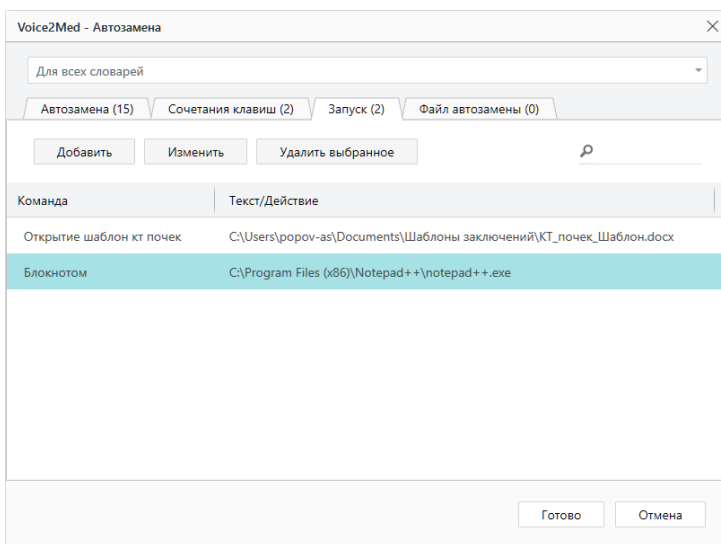 Voice2Med - Автозамена
Для всех словарей
Автозамена (15) Сочетания клавиш (2) Запуск (2) Файл автозамены (0)
Добавить Изменить Удалить выбранное
Команда Текст/Действие
Открытие шаблон кт почек C:\Users\popov-as\Documents\Шаблоны заключений\КТ_почек_Шаблон.docx
Блокнотом C:\Program Files (x86)\Notepad++\notepad++.exe
Готово Отмена